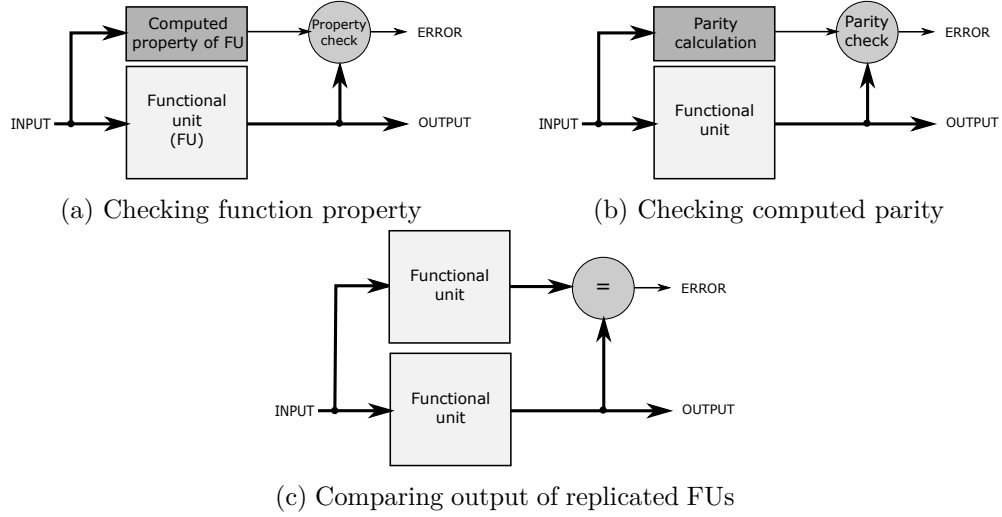 Computed
property of FU
Property
check
ERROR
Functional
unit
(FU)
INPUT
OUTPUT
(a) Checking function property
Parity
calculation
Parity
check
ERROR
Functional
unit
INPUT
OUTPUT
(b) Checking computed parity
Functional
unit
=
ERROR
Functional
unit
INPUT
OUTPUT
(c) Comparing output of replicated FUs